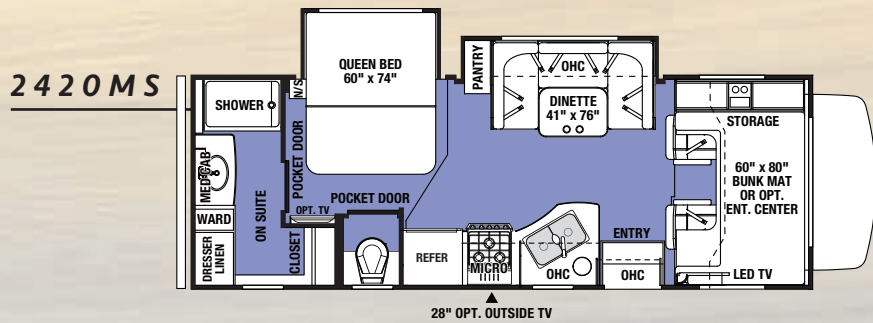 2420MS
SHOWER
MED CAB
WARD
DRESSER
LINEN
ON SUITE
CLOSET
POCKET DOOR
N/S
QUEEN BED
60" x 74"
POCKET DOOR
OPT. TV
PANTRY
OHC
DINETTE
41" x 76"
REFER
MICRO
OHC
ENTRY
OHC
STORAGE
60" x 80"
BUNK MAT
OR OPT.
ENT. CENTER
LED TV
28" OPT. OUTSIDE TV